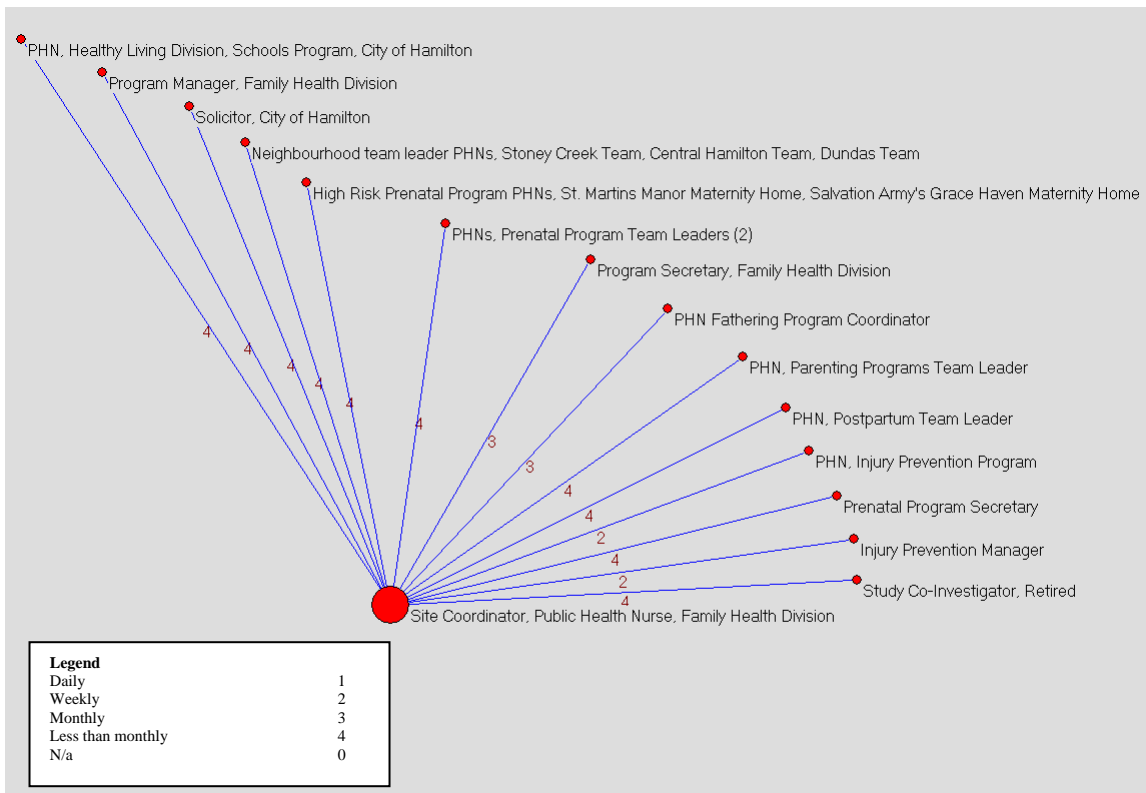 PHN, Healthy Living Division, Schools Program, City of Hamilton
Program Manager, Family Health Division
Solicitor, City of Hamilton
Neighbourhood team leader PHNs, Stoney Creek Team, Central Hamilton Team, Dundas Team
High Risk Prenatal Program PHNs, St. Martins Manor Maternity Home, Salvation Army's Grace Haven Maternity Home
PHNs, Prenatal Program Team Leaders (2)
Program Secretary, Family Health Division
PHN Fathering Program Coordinator
4
4
PHN, Parenting Programs Team Leader
4
4
4
PHN, Postpartum Team Leader
4
3
PHN, Injury Prevention Program
3
4
Prenatal Program Secretary
4
2
Injury Prevention Manager
4
2
Study Co-Investigator, Retired
4
Site Coordinator, Public Health Nurse, Family Health Division
Legend
Daily 1
Weekly 2
Monthly 3
Less than monthly 4
N/a 0